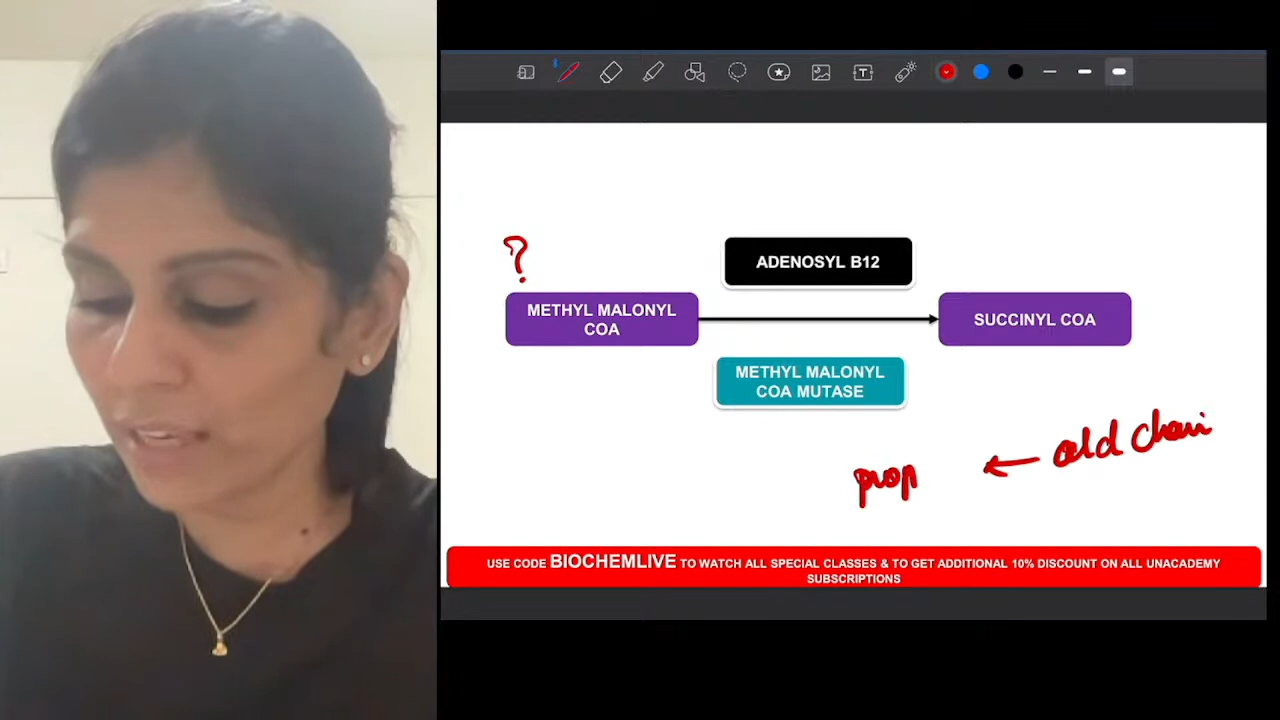 ?
ADENOSYL B12
METHYL MALONYL
COA
SUCCINYL COA
METHYL MALONYL
COA MUTASE
prop ← odd chain
USE CODE BIOCHEMLIVE TO WATCH ALL SPECIAL CLASSES & TO GET ADDITIONAL 10% DISCOUNT ON ALL UNACADEMY
SUBSCRIPTIONS